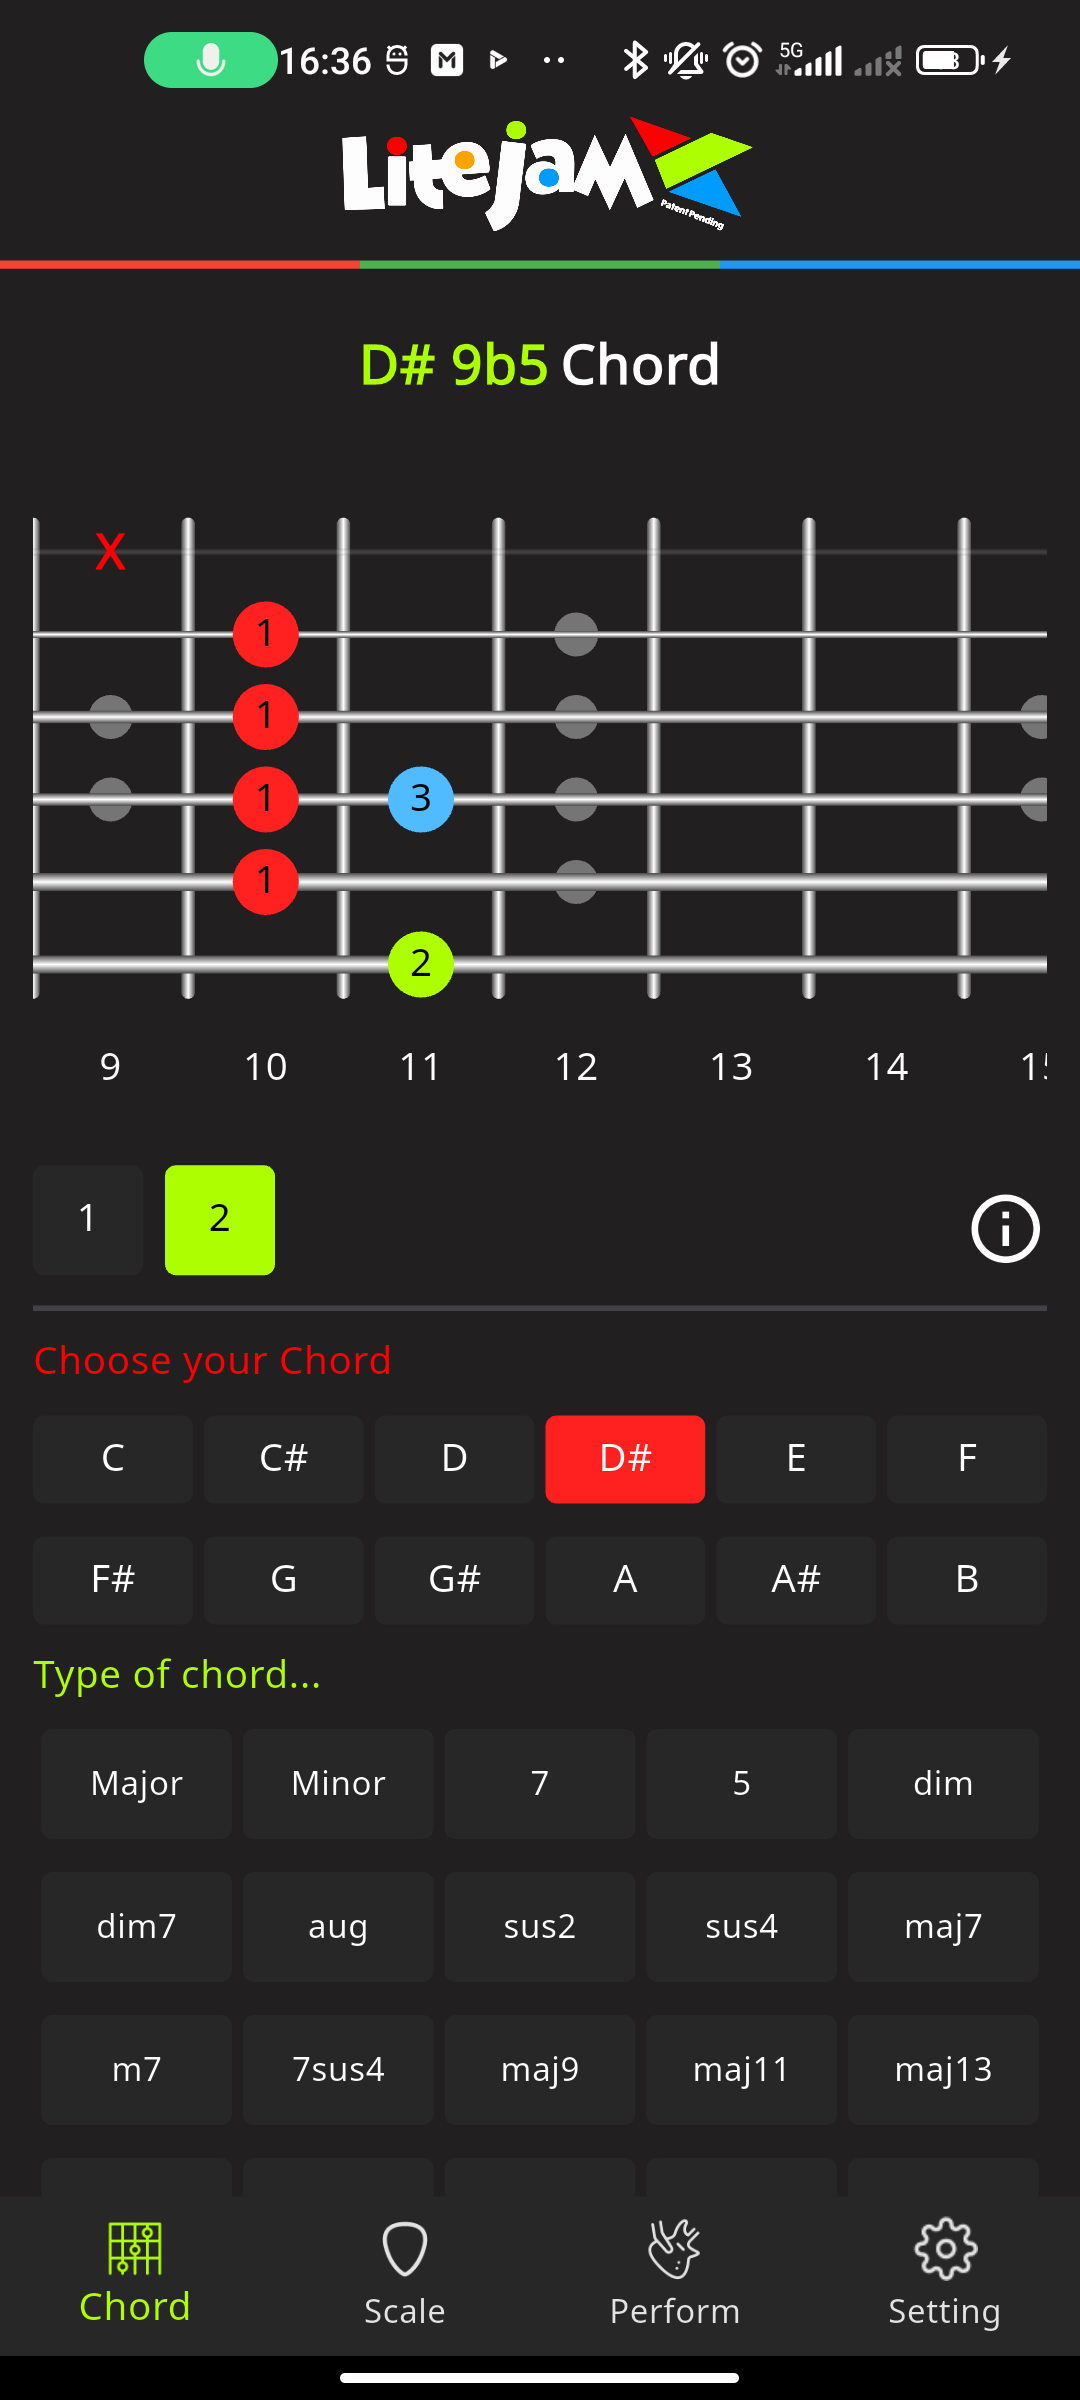 16:36 5G
LiteJam
Patent Pending
D# 9b5 Chord
X
1
1
1 3
1
2
9 10 11 12 13 14
1 2
Choose your Chord
C C# D D# E F
F# G G# A A# B
Type of chord...
Major Minor 7 5 dim
dim7 aug sus2 sus4 maj7
m7 7sus4 maj9 maj11 maj13
Chord Scale Perform Setting